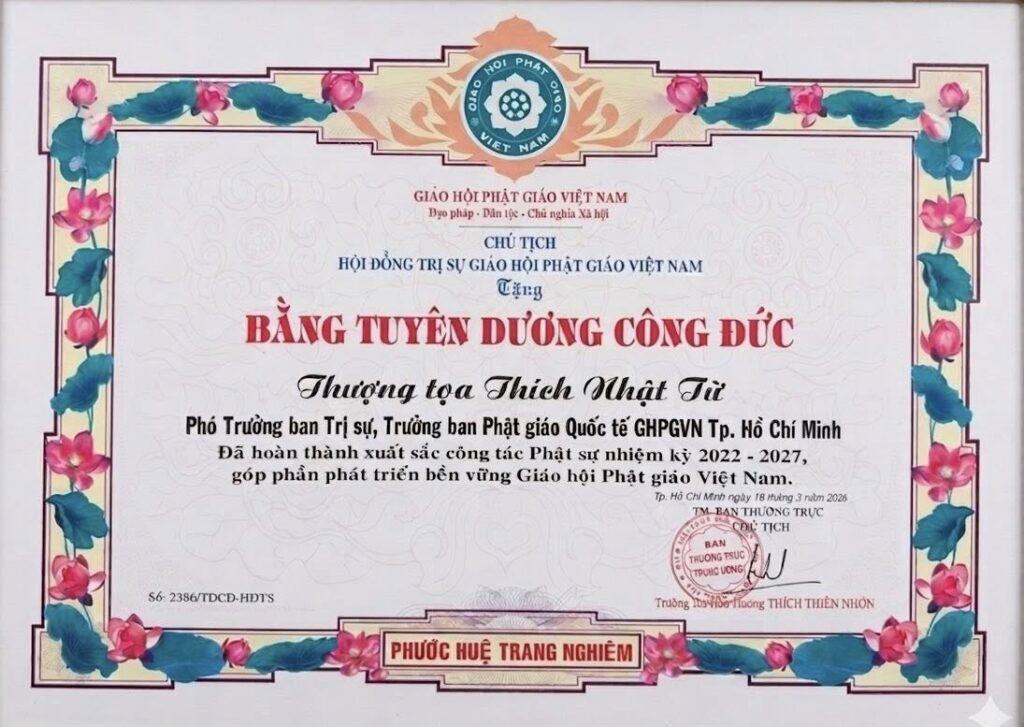 GIÁO HỘI PHẬT GIÁO VIỆT NAM
GIÁO HỘI PHẬT GIÁO VIỆT NAM
Đạo pháp - Dân tộc - Chủ nghĩa Xã hội
CHỦ TỊCH
HỘI ĐỒNG TRỊ SỰ GIÁO HỘI PHẬT GIÁO VIỆT NAM
Tặng
BẰNG TUYÊN DƯƠNG CÔNG ĐỨC
Thượng tọa Thích Nhật Từ
Phó Trưởng ban Trị sự, Trưởng ban Phật giáo Quốc tế GHPGVN Tp. Hồ Chí Minh
Đã hoàn thành xuất sắc công tác Phật sự nhiệm kỳ 2022 - 2027,
góp phần phát triển bền vững Giáo hội Phật giáo Việt Nam.
Tp. Hồ Chí Minh ngày 18 tháng 3 năm 2026
TM. BAN THƯỜNG TRỰC
CHỦ TỊCH
BAN
THƯỜNG TRỰC
TRUNG ƯƠNG
Số: 2386/TDCĐ-HĐTS
Trưởng lão Hòa thượng THÍCH THIỆN NHƠN
PHƯỚC HUỆ TRANG NGHIÊM